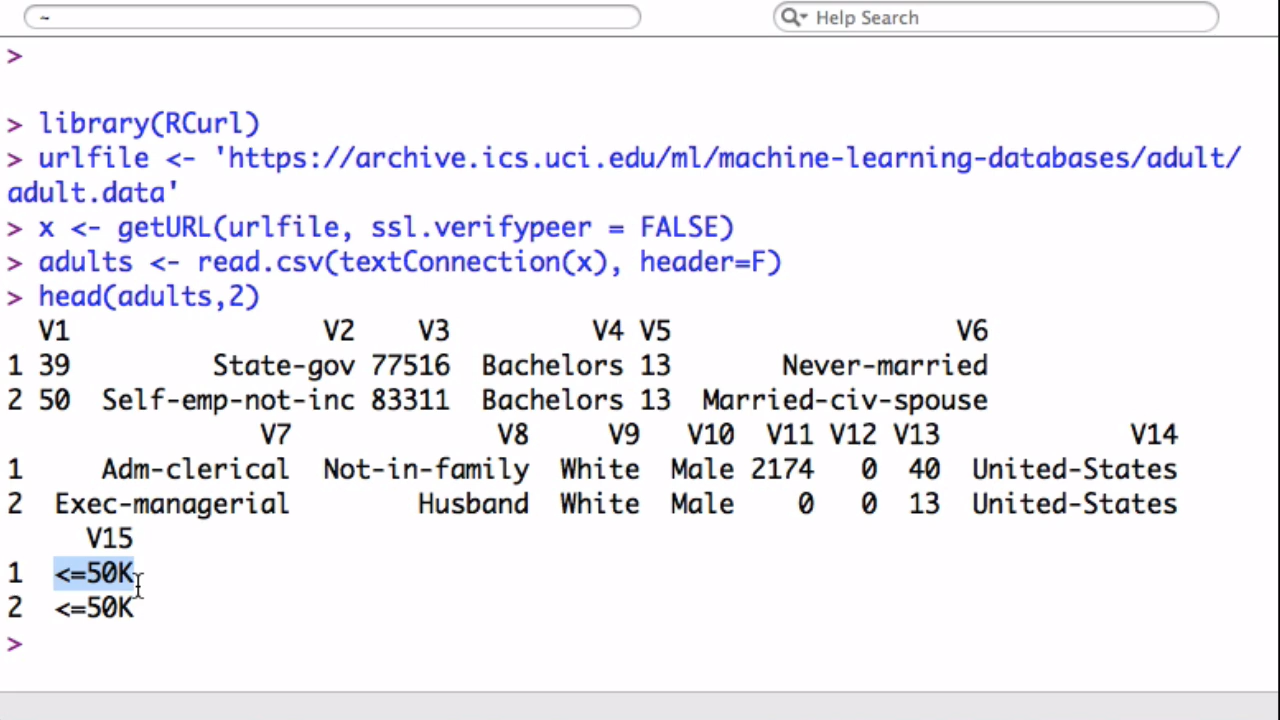 ~
Help Search
>
> library(RCurl)
> urlfile <- 'https://archive.ics.uci.edu/ml/machine-learning-databases/adult/
adult.data'
> x <- getURL(urlfile, ssl.verifypeer = FALSE)
> adults <- read.csv(textConnection(x), header=F)
> head(adults,2)
V1 V2 V3 V4 V5 V6
1 39 State-gov 77516 Bachelors 13 Never-married
2 50 Self-emp-not-inc 83311 Bachelors 13 Married-civ-spouse
V7 V8 V9 V10 V11 V12 V13 V14
1 Adm-clerical Not-in-family White Male 2174 0 40 United-States
2 Exec-managerial Husband White Male 0 0 13 United-States
V15
1 <=50K
2 <=50K
>